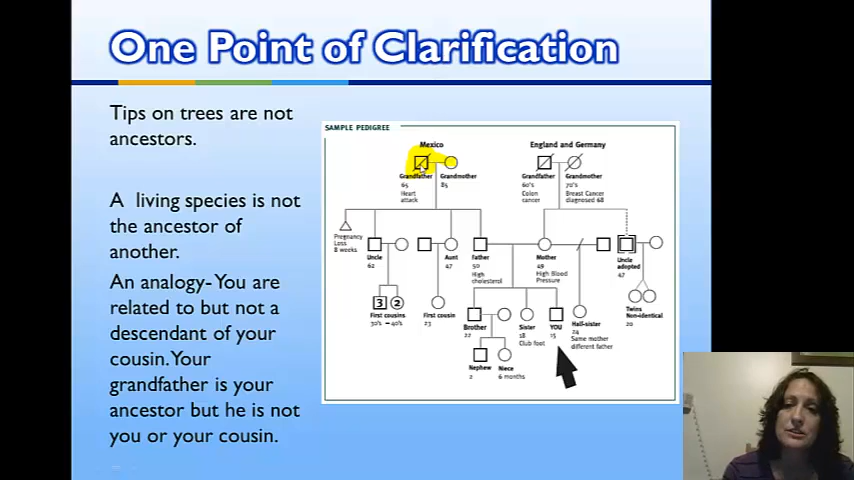 One Point of Clarification
Tips on trees are not
ancestors.
A living species is not
the ancestor of
another.
An analogy- You are
related to but not a
descendant of your
cousin. Your
grandfather is your
ancestor but he is not
you or your cousin.
SAMPLE PEDIGREE
Mexico
England and Germany
Grandfather
65
Heart
attack
Grandmother
85
Grandfather
60's
Colon
cancer
Grandmother
70's
Breast Cancer
diagnosed 68
Pregnancy
Loss
8 weeks
Uncle
62
Aunt
47
Father
50
High
cholesterol
Mother
49
High Blood
Pressure
Uncle
adopted
47
3
2
First cousins
30's - 40's
First cousin
23
Brother
22
Sister
18
Club foot
YOU
15
Half-sister
24
Same mother
different father
Twins
Non-identical
20
Nephew
2
Niece
6 months